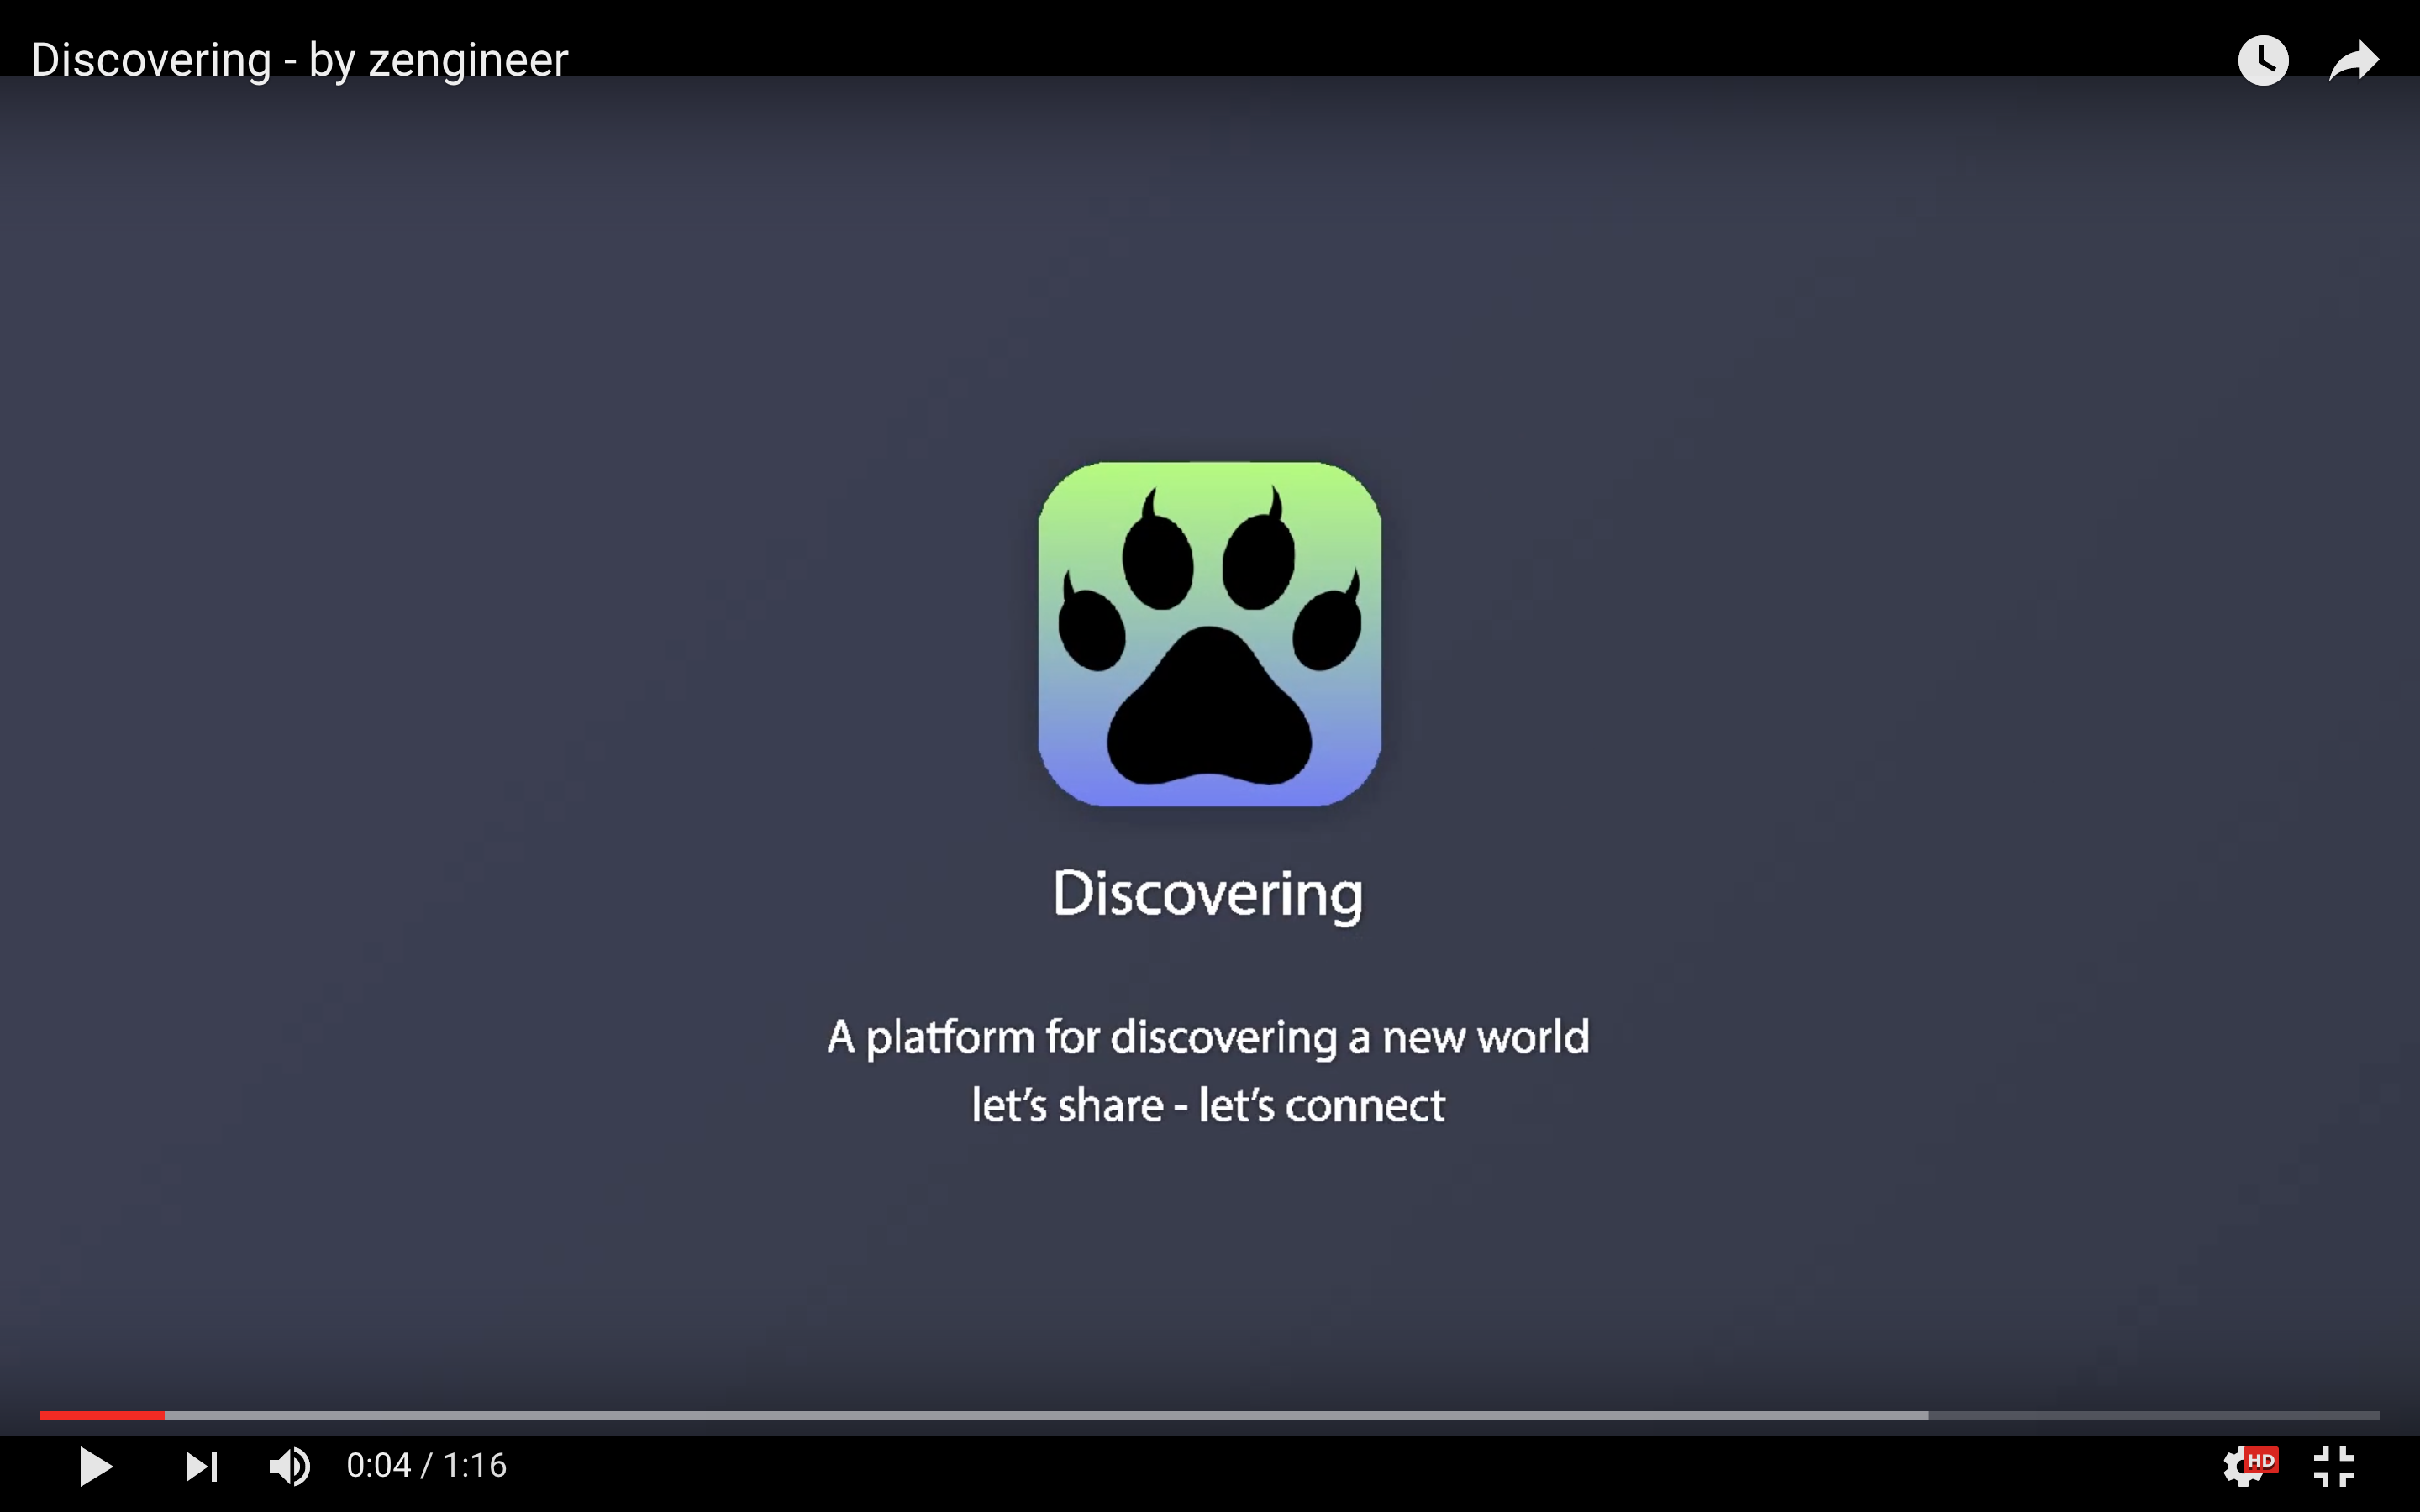 Discovering - by zengineer
Discovering
A platform for discovering a new world
let’s share - let’s connect
0:04 / 1:16
HD